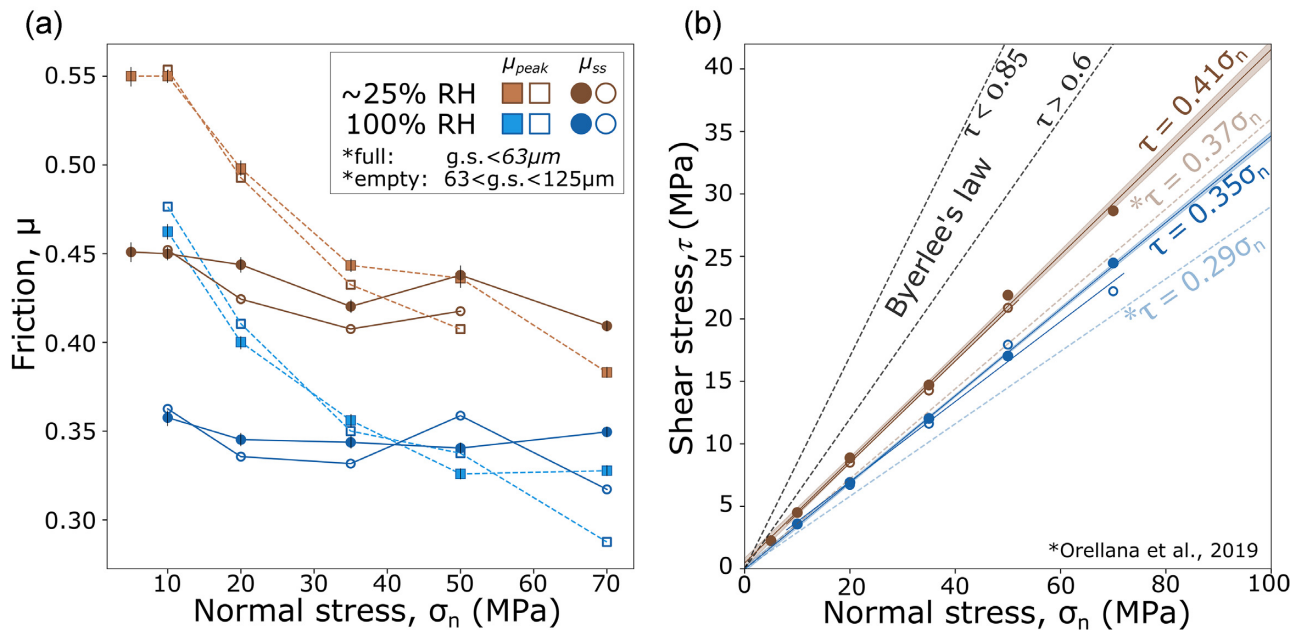 (a)
Friction, μ
0.55
0.50
0.45
0.40
0.35
0.30
μpeak μss
~25% RH
100% RH
*full: g.s.<63μm
*empty: 63<g.s.<125μm
10 20 30 40 50 60 70
Normal stress, σn (MPa)
(b)
Shear stress, τ (MPa)
40
35
30
25
20
15
10
5
0
τ < 0.85
τ > 0.6
Byerlee's law
τ = 0.41σn
*τ = 0.37σn
τ = 0.35σn
*τ = 0.29σn
*Orellana et al., 2019
0 20 40 60 80 100
Normal stress, σn (MPa)